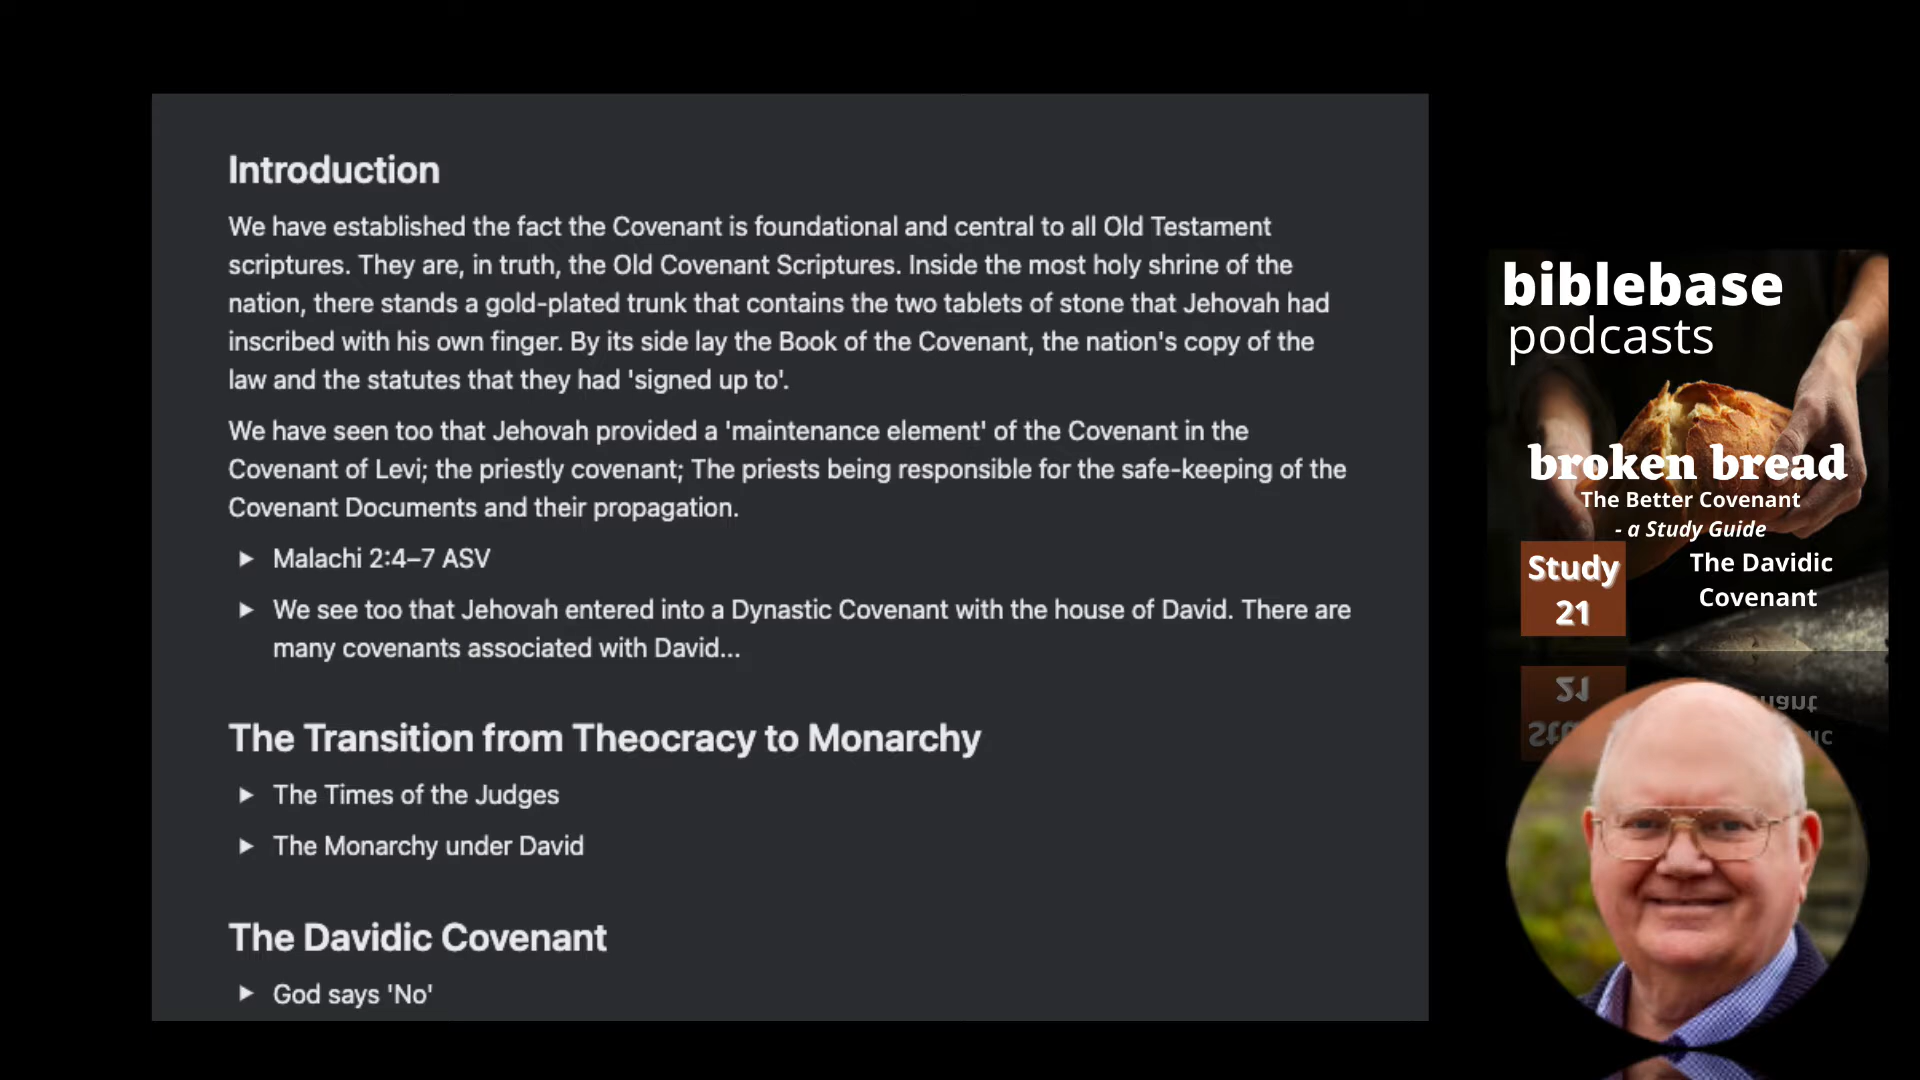 Introduction
We have established the fact the Covenant is foundational and central to all Old Testament
scriptures. They are, in truth, the Old Covenant Scriptures. Inside the most holy shrine of the
nation, there stands a gold-plated trunk that contains the two tablets of stone that Jehovah had
inscribed with his own finger. By its side lay the Book of the Covenant, the nation's copy of the
law and the statutes that they had 'signed up to'.
We have seen too that Jehovah provided a 'maintenance element' of the Covenant in the
Covenant of Levi; the priestly covenant; The priests being responsible for the safe-keeping of the
Covenant Documents and their propagation.
Malachi 2:4–7 ASV
We see too that Jehovah entered into a Dynastic Covenant with the house of David. There are
many covenants associated with David...
The Transition from Theocracy to Monarchy
The Times of the Judges
The Monarchy under David
The Davidic Covenant
God says 'No'
biblebase
podcasts
broken bread
The Better Covenant
- a Study Guide
Study
21
The Davidic
Covenant